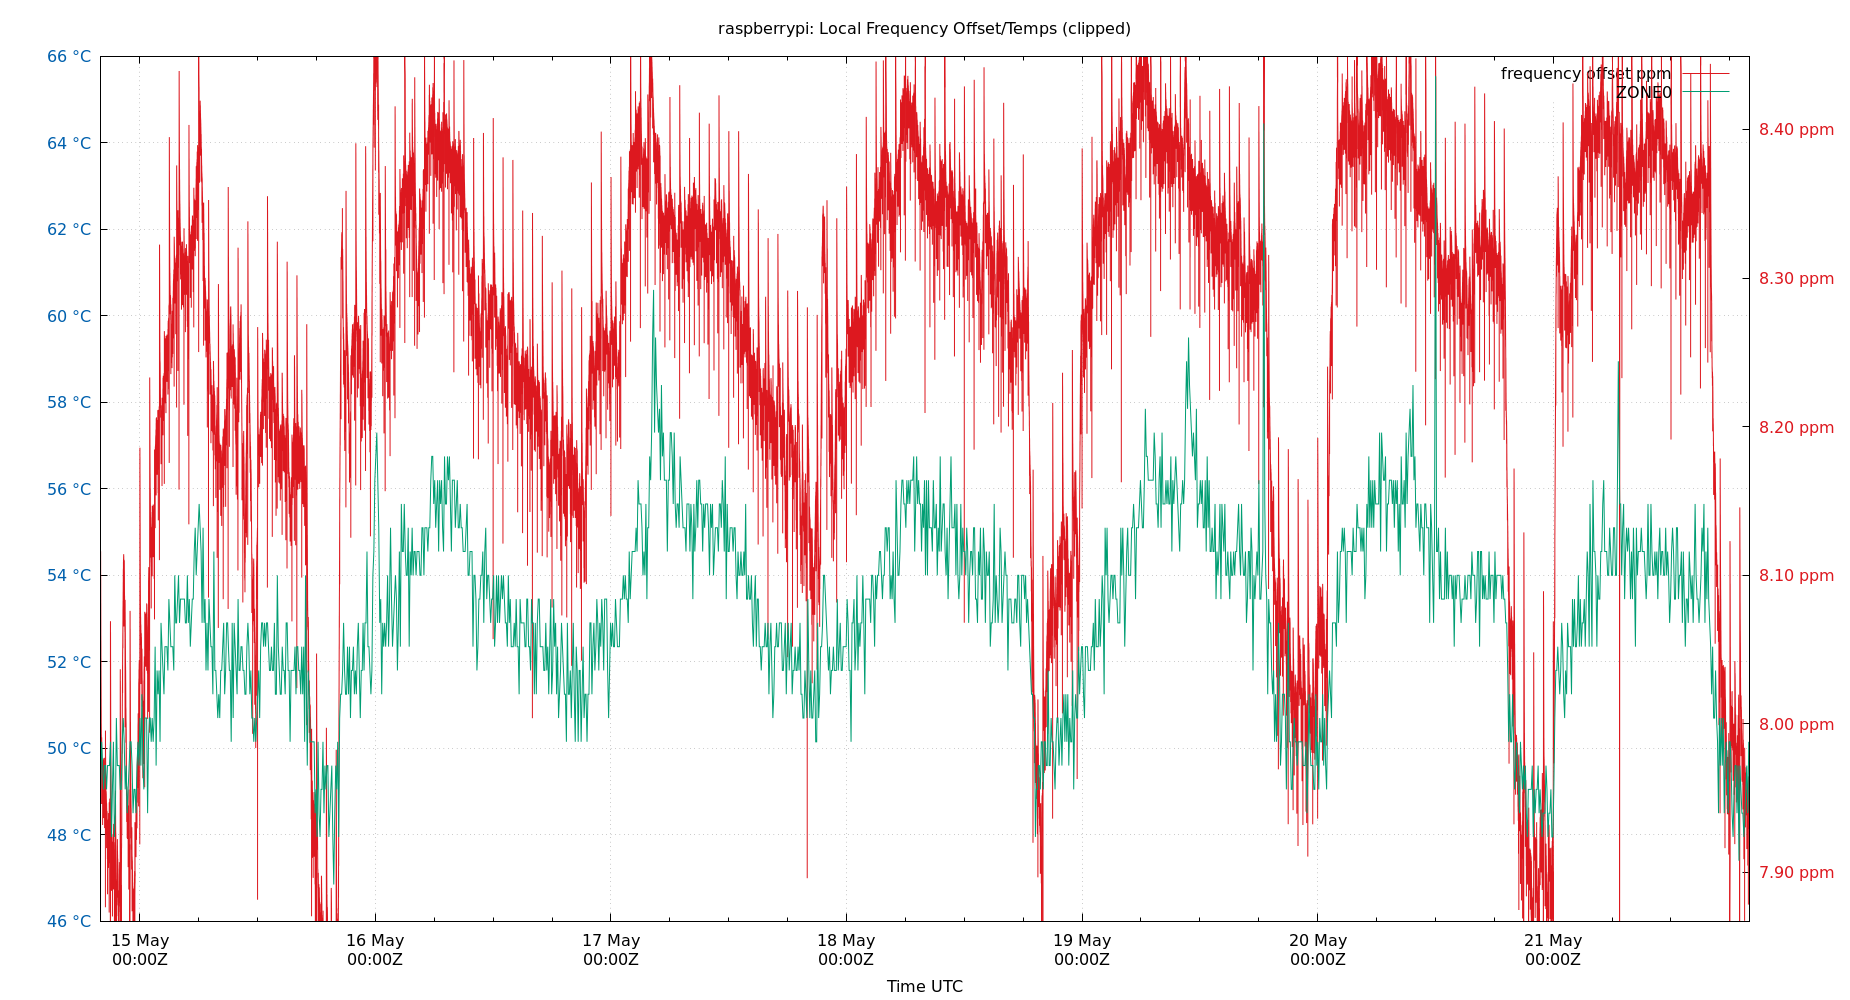 raspberrypi: Local Frequency Offset/Temps (clipped)
66 °C
64 °C
62 °C
60 °C
58 °C
56 °C
54 °C
52 °C
50 °C
48 °C
46 °C
frequency offset ppm
ZONE0
8.40 ppm
8.30 ppm
8.20 ppm
8.10 ppm
8.00 ppm
7.90 ppm
15 May 16 May 17 May 18 May 19 May 20 May 21 May
00:00Z 00:00Z 00:00Z 00:00Z 00:00Z 00:00Z 00:00Z
Time UTC